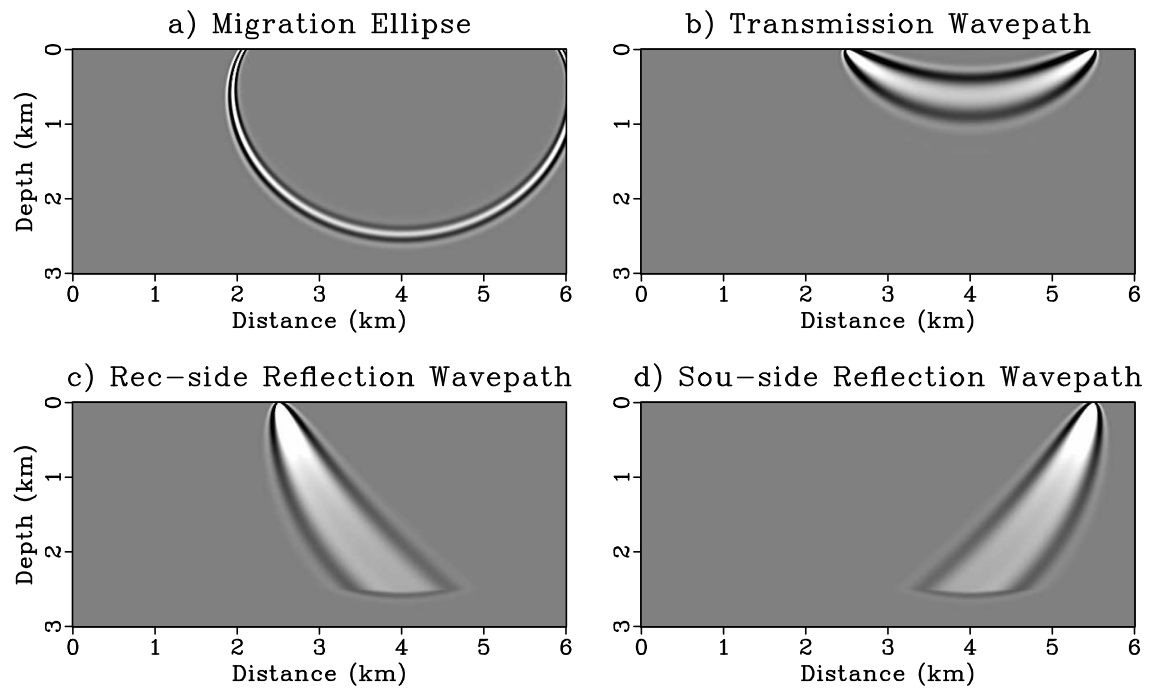 a) Migration Ellipse
b) Transmission Wavepath
0
1
2
3
Depth (km)
0 1 2 3 4 5 6
Distance (km)
0
1
2
3
0 1 2 3 4 5 6
Distance (km)
c) Rec−side Reflection Wavepath
d) Sou−side Reflection Wavepath
0
1
2
3
Depth (km)
0 1 2 3 4 5 6
Distance (km)
0
1
2
3
0 1 2 3 4 5 6
Distance (km)